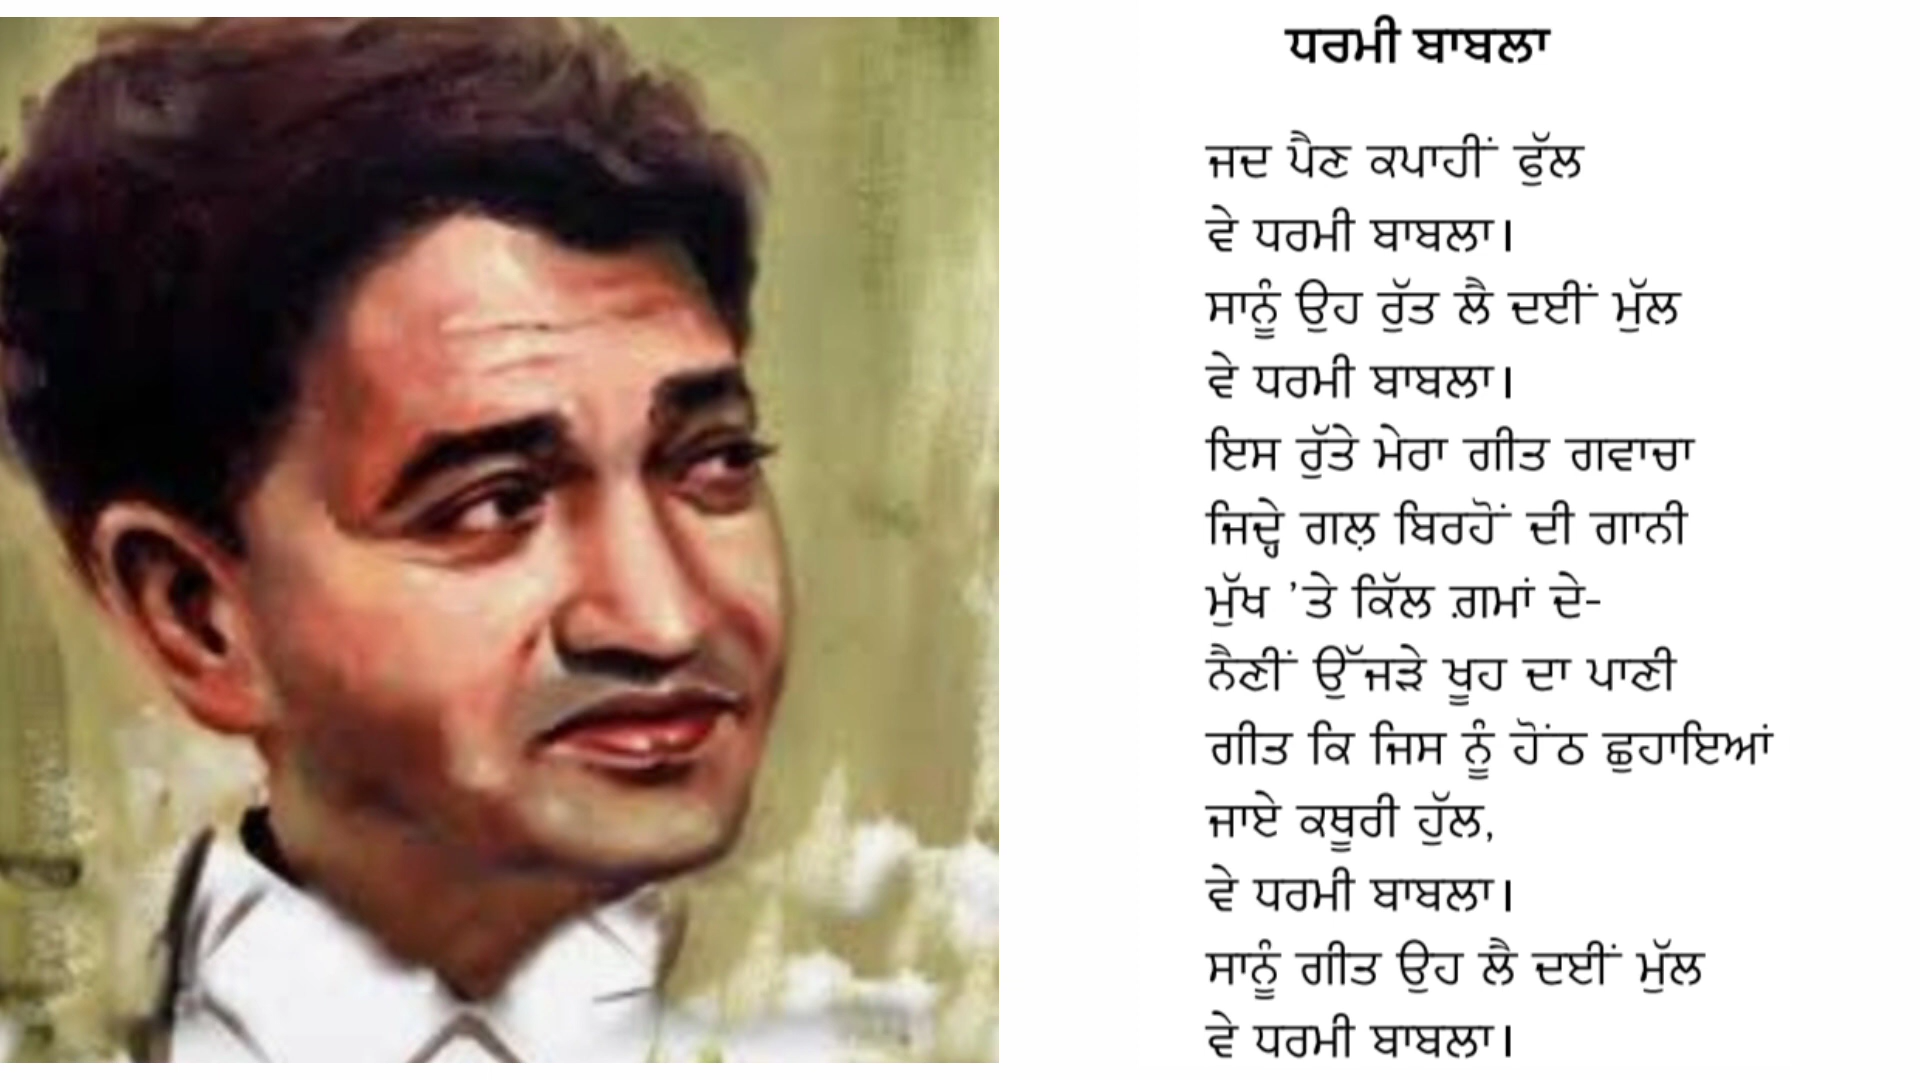 ਧਰਮੀ ਬਾਬਲਾ
ਜਦ ਪੈਣ ਕਪਾਹੀਂ ਫੁੱਲ
ਵੇ ਧਰਮੀ ਬਾਬਲਾ।
ਸਾਨੂੰ ਉਹ ਰੁੱਤ ਲੈ ਦਈਂ ਮੁੱਲ
ਵੇ ਧਰਮੀ ਬਾਬਲਾ।
ਇਸ ਰੁੱਤੇ ਮੇਰਾ ਗੀਤ ਗਵਾਚਾ
ਜਿਦ੍ਹੇ ਗਲ਼ ਬਿਰਹੋਂ ਦੀ ਗਾਨੀ
ਮੁੱਖ 'ਤੇ ਕਿੱਲ ਗ਼ਮਾਂ ਦੇ-
ਨੈਣੀਂ ਉੱਜੜੇ ਖੂਹ ਦਾ ਪਾਣੀ
ਗੀਤ ਕਿ ਜਿਸ ਨੂੰ ਹੋਂਠ ਛੁਹਾਇਆਂ
ਜਾਏ ਕਥੂਰੀ ਹੁੱਲ,
ਵੇ ਧਰਮੀ ਬਾਬਲਾ।
ਸਾਨੂੰ ਗੀਤ ਉਹ ਲੈ ਦਈਂ ਮੁੱਲ
ਵੇ ਧਰਮੀ ਬਾਬਲਾ।